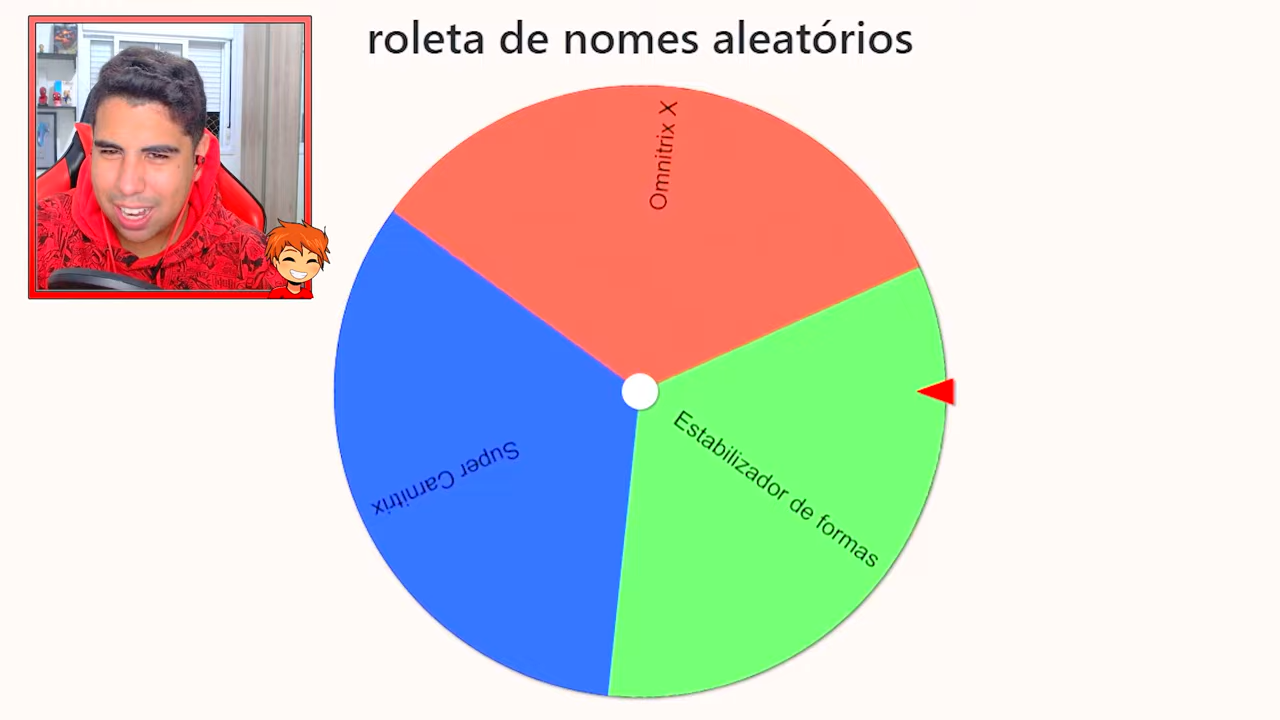 roleta de nomes aleatórios
Omnitrix X
Estabilizador de formas
Super Carnitrix